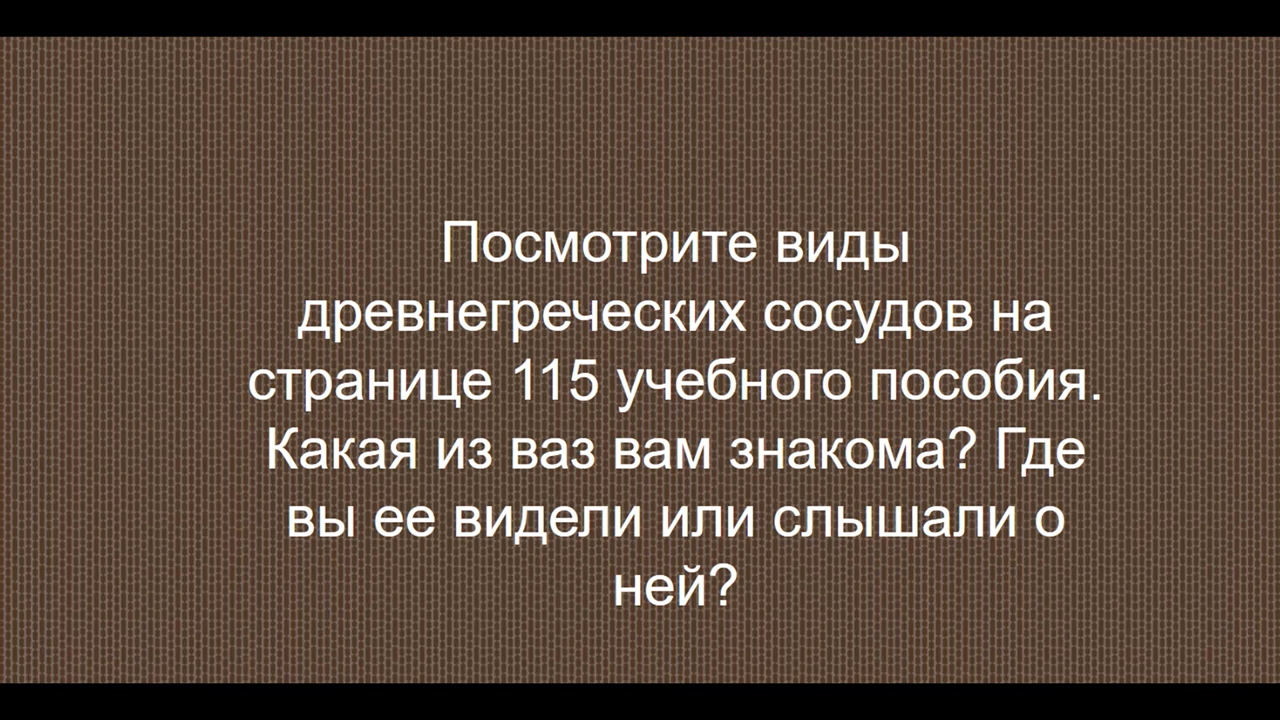 Посмотрите виды
древнегреческих сосудов на
странице 115 учебного пособия.
Какая из ваз вам знакома? Где
вы ее видели или слышали о
ней?